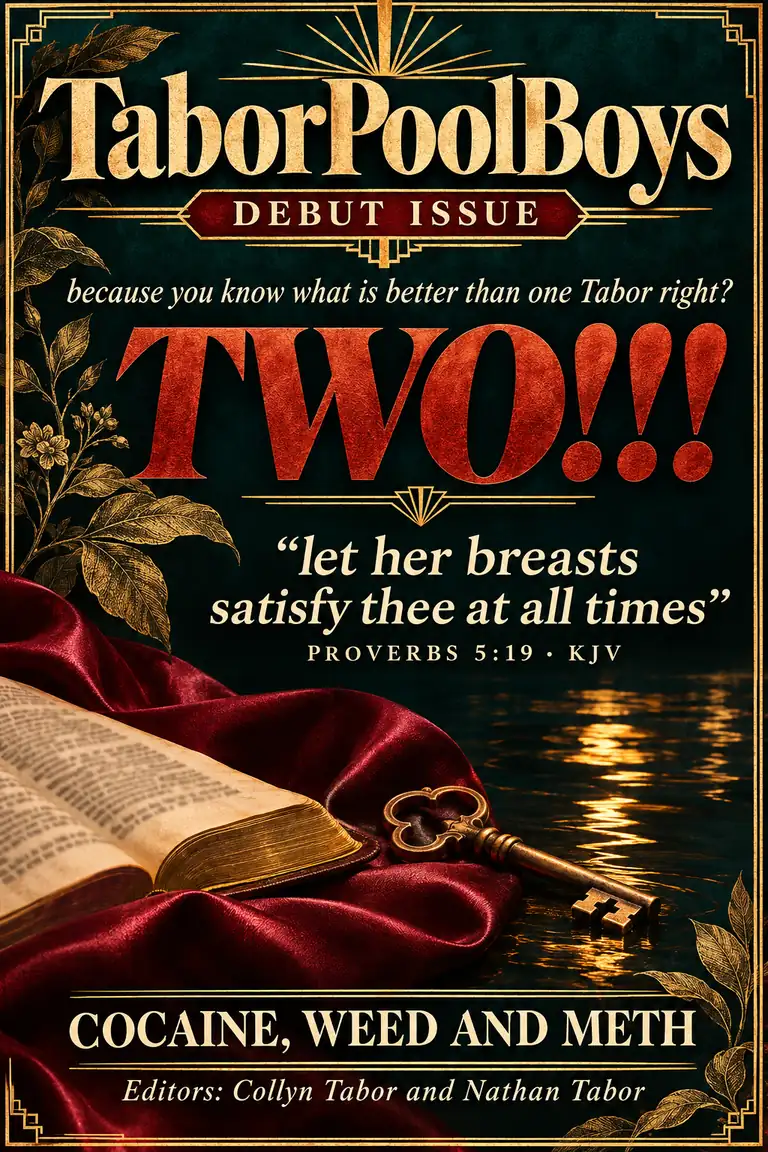 TaborPoolBoys
DEBUT ISSUE
because you know what is better than one Tabor right?
TWO!!!
“let her breasts
satisfy thee at all times”
PROVERBS 5:19 · KJV
COCAINE, WEED AND METH
Editors: Collyn Tabor and Nathan Tabor